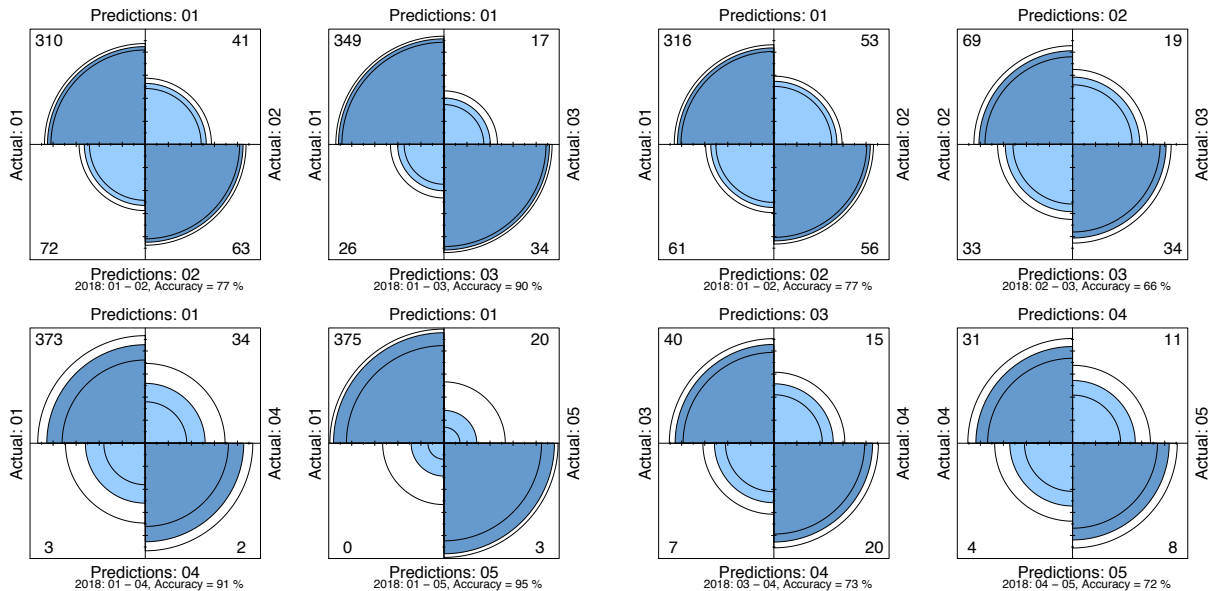 Predictions: 01
310 41
Actual: 01
Actual: 02
72 63
Predictions: 02
2018: 01 − 02, Accuracy = 77 %
Predictions: 01
349 17
Actual: 01
Actual: 03
26 34
Predictions: 03
2018: 01 − 03, Accuracy = 90 %
Predictions: 01
316 53
Actual: 01
Actual: 02
61 56
Predictions: 02
2018: 01 − 02, Accuracy = 77 %
Predictions: 02
69 19
Actual: 02
Actual: 03
33 34
Predictions: 03
2018: 02 − 03, Accuracy = 66 %
Predictions: 01
373 34
Actual: 01
Actual: 04
3 2
Predictions: 04
2018: 01 − 04, Accuracy = 91 %
Predictions: 01
375 20
Actual: 01
Actual: 05
0 3
Predictions: 05
2018: 01 − 05, Accuracy = 95 %
Predictions: 03
40 15
Actual: 03
Actual: 04
7 20
Predictions: 04
2018: 03 − 04, Accuracy = 73 %
Predictions: 04
31 11
Actual: 04
Actual: 05
4 8
Predictions: 05
2018: 04 − 05, Accuracy = 72 %